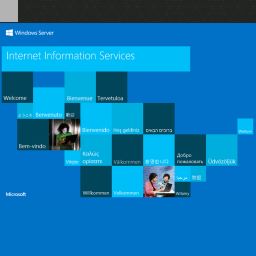 Windows Server
Internet Information Services
Welcome
Bienvenue
Tervetuloa
ようこそ
Benvenuto
歡迎
Bem-vindo
Bienvenido
Hoş geldiniz
ברוכים הבאים
Welkom
Vítejte
Καλώς
ορίσατε
Välkommen
환영합니다
Добро
пожаловать
Üdvözöljük
Willkommen
Velkommen
مرحبا
欢迎
Witamy
Microsoft